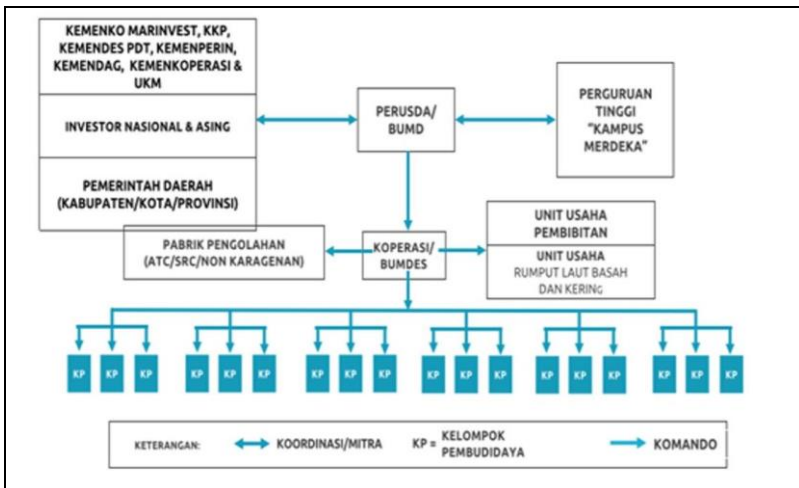 KEMENKO MARINVEST, KKP,
KEMENDES PDT, KEMENPERIN,
KEMENDAG, KEMENKOPERASI &
UKM
INVESTOR NASIONAL & ASING
PEMERINTAH DAERAH
(KABUPATEN/KOTA/PROVINSI)
PERUSDA/
BUMD
PERGURUAN
TINGGI
"KAMPUS
MERDEKA"
PABRIK PENGOLAHAN
(ATC/SRC/NON KARAGENAN)
KOPERASI/
BUMDES
UNIT USAHA
PEMBIBITAN
UNIT USAHA
RUMPUT LAUT BASAH
DAN KERING
KP KP KP KP KP KP KP KP KP KP KP KP KP KP KP KP KP KP
KETERANGAN:
KOORDINASI/MITRA
KP = KELOMPOK
PEMBUDIDAYA
KOMANDO